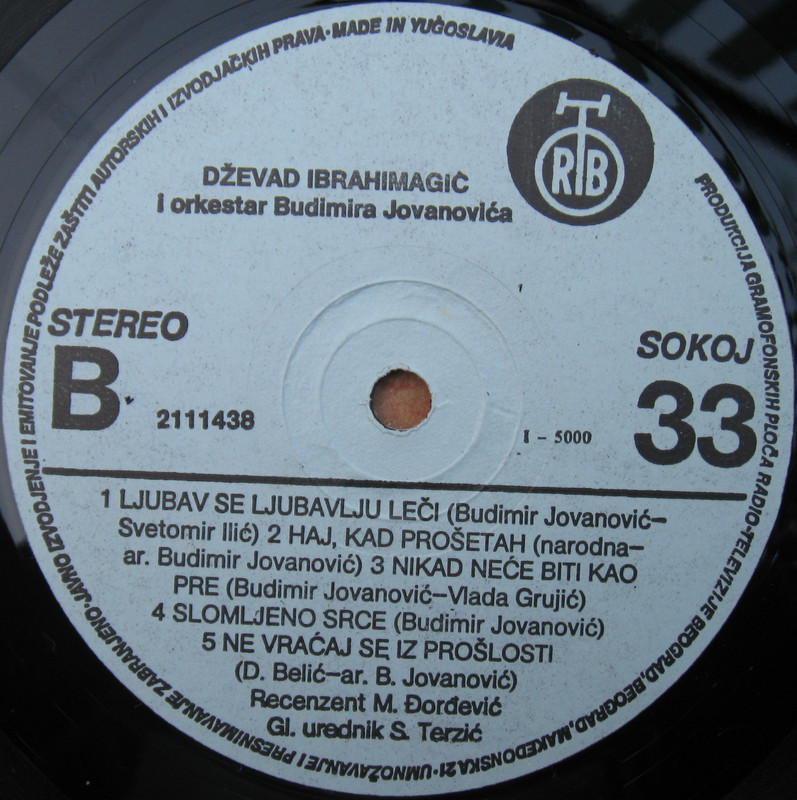 PRODUKCIJA GRAMOFONSKIH PLOČA RADIO-TELEVIZIJE BEOGRAD, BEOGRAD, MAKEDONSKA 21 · UMNOŽAVANJE I PRESNIMAVANJE ZABRANJENO · JAVNO IZVODJENJE I EMITOVANJE PODLEŽE ZAŠTITI AUTORSKIH I IZVODJAČKIH PRAVA · MADE IN YUGOSLAVIA
RTB
DŽEVAD IBRAHIMAGIĆ
i orkestar Budimira Jovanovića
STEREO
B
2111438
SOKOJ
33
I – 5000
1 LJUBAV SE LJUBAVLJU LEČI (Budimir Jovanović–
Svetomir Ilić) 2 HAJ, KAD PROŠETAH (narodna–
ar. Budimir Jovanović) 3 NIKAD NEĆE BITI KAO
PRE (Budimir Jovanović–Vlada Grujić)
4 SLOMLJENO SRCE (Budimir Jovanović)
5 NE VRAĆAJ SE IZ PROŠLOSTI
(D. Belić–ar. B. Jovanović)
Recenzent M. Đorđević
Gl. urednik S. Terzić